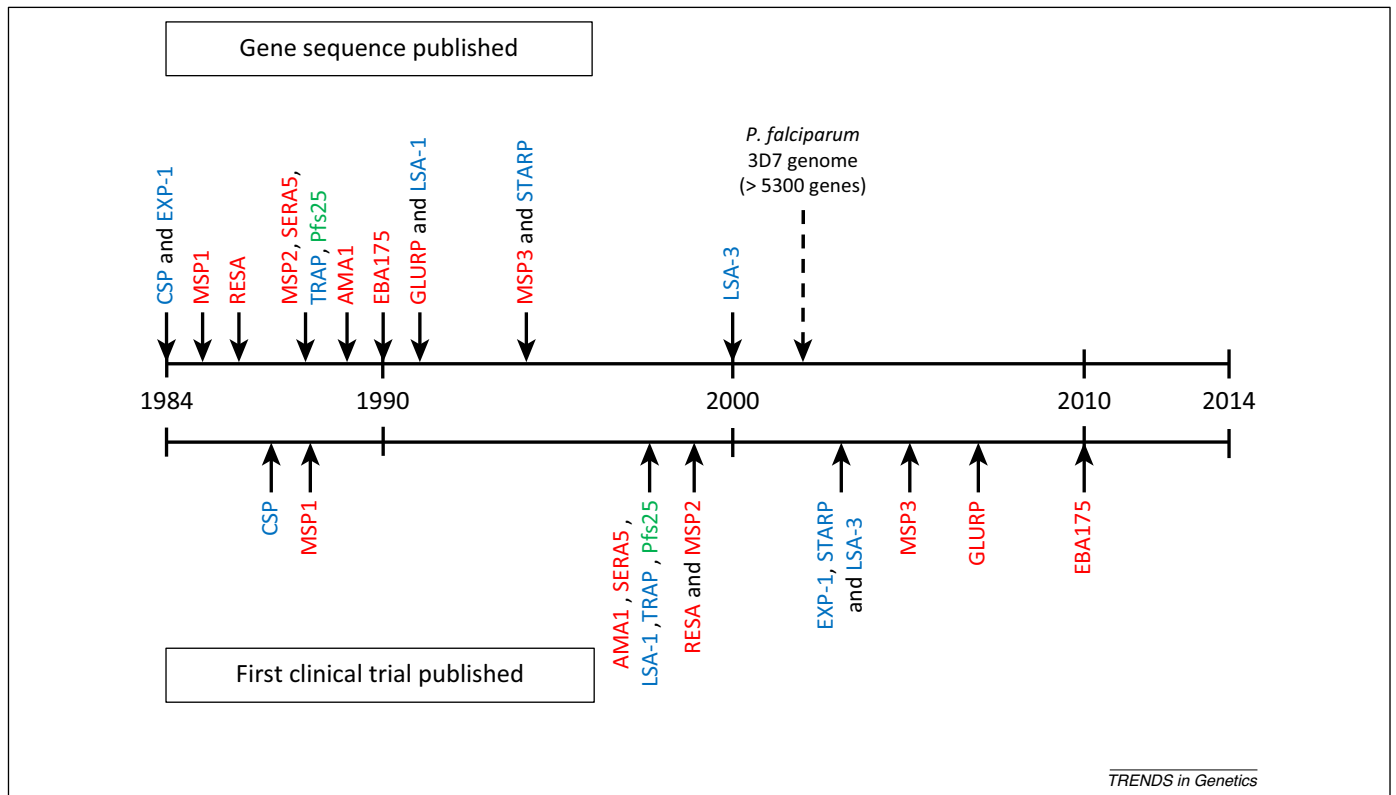 Gene sequence published
CSP and EXP-1
MSP1
RESA
MSP2, SERA5,
TRAP, Pfs25
AMA1
EBA175
GLURP and LSA-1
MSP3 and STARP
LSA-3
P. falciparum
3D7 genome
(> 5300 genes)
1984
1990
2000
2010
2014
CSP
MSP1
AMA1 , SERA5,
LSA-1 ,TRAP , Pfs25
RESA and MSP2
EXP-1, STARP
and LSA-3
MSP3
GLURP
EBA175
First clinical trial published
TRENDS in Genetics